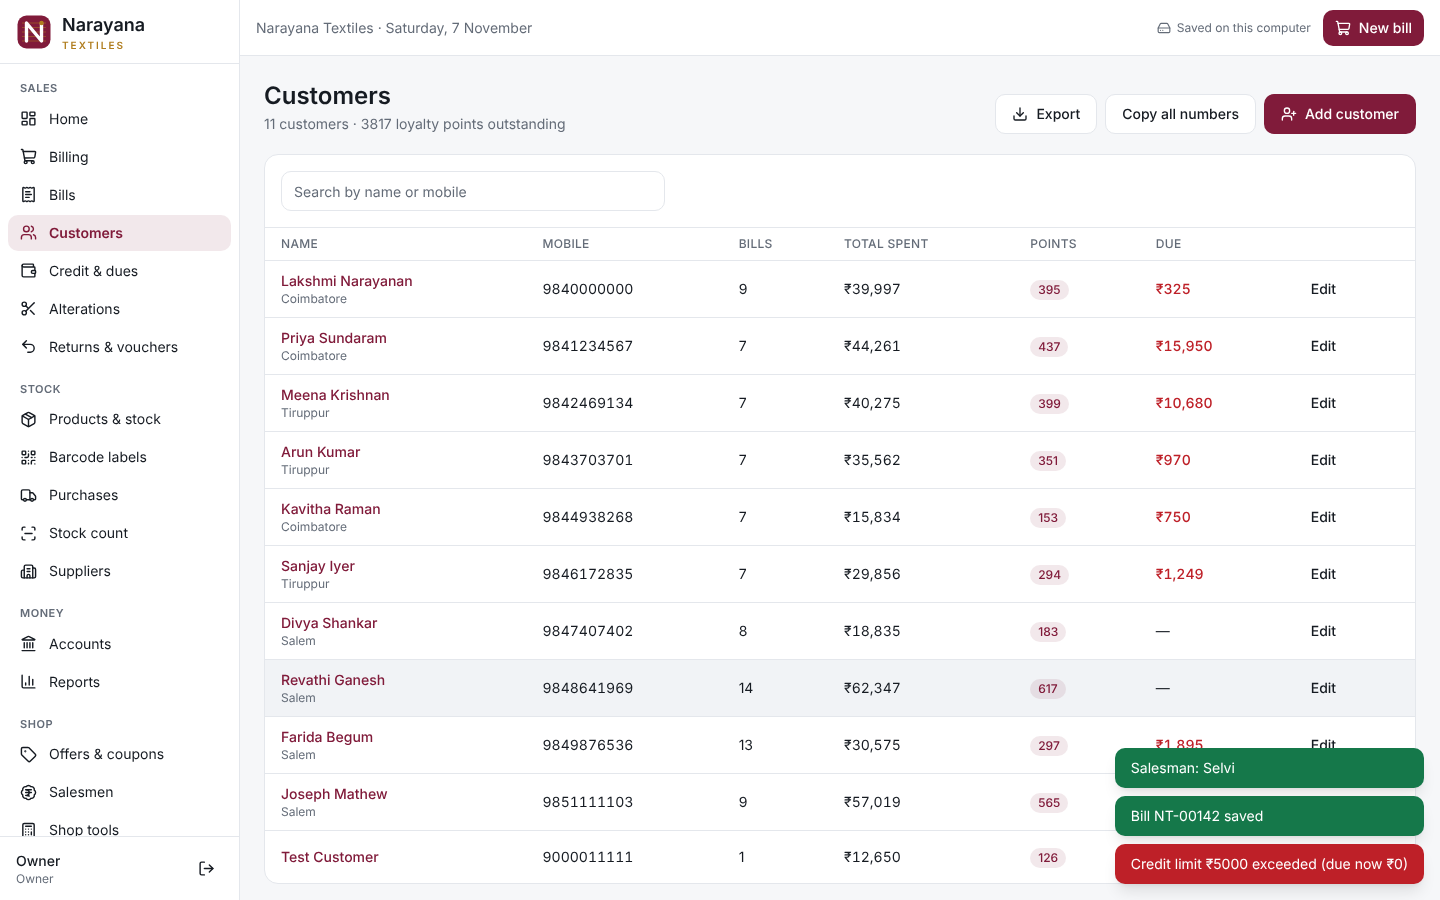 Narayana
TEXTILES
SALES
Home
Billing
Bills
Customers
Credit & dues
Alterations
Returns & vouchers
STOCK
Products & stock
Barcode labels
Purchases
Stock count
Suppliers
MONEY
Accounts
Reports
SHOP
Offers & coupons
Salesmen
Shop tools
Owner
Owner
Narayana Textiles · Saturday, 7 November
Saved on this computer
New bill
Customers
11 customers · 3817 loyalty points outstanding
Export
Copy all numbers
Add customer
Search by name or mobile
NAME MOBILE BILLS TOTAL SPENT POINTS DUE
Lakshmi Narayanan
Coimbatore
9840000000 9 ₹39,997 395 ₹325 Edit
Priya Sundaram
Coimbatore
9841234567 7 ₹44,261 437 ₹15,950 Edit
Meena Krishnan
Tiruppur
9842469134 7 ₹40,275 399 ₹10,680 Edit
Arun Kumar
Tiruppur
9843703701 7 ₹35,562 351 ₹970 Edit
Kavitha Raman
Coimbatore
9844938268 7 ₹15,834 153 ₹750 Edit
Sanjay Iyer
Tiruppur
9846172835 7 ₹29,856 294 ₹1,249 Edit
Divya Shankar
Salem
9847407402 8 ₹18,835 183 — Edit
Revathi Ganesh
Salem
9848641969 14 ₹62,347 617 — Edit
Farida Begum
Salem
9849876536 13 ₹30,575 297 ₹1,895 Edit
Joseph Mathew
Salem
9851111103 9 ₹57,019 565
Test Customer
9000011111 1 ₹12,650 126
Salesman: Selvi
Bill NT-00142 saved
Credit limit ₹5000 exceeded (due now ₹0)